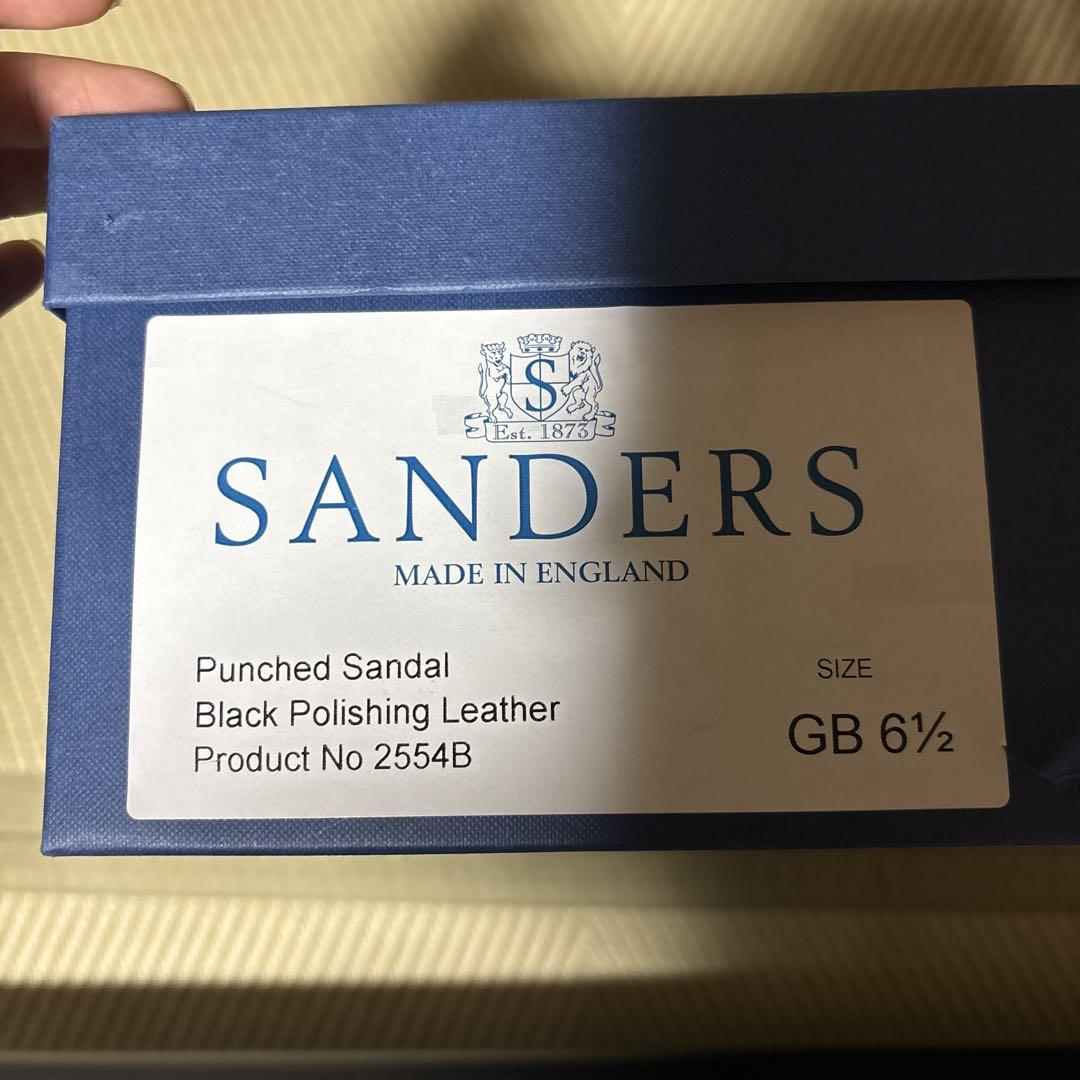 S
Est. 1873
SANDERS
MADE IN ENGLAND
Punched Sandal
Black Polishing Leather
Product No 2554B
SIZE
GB 6½